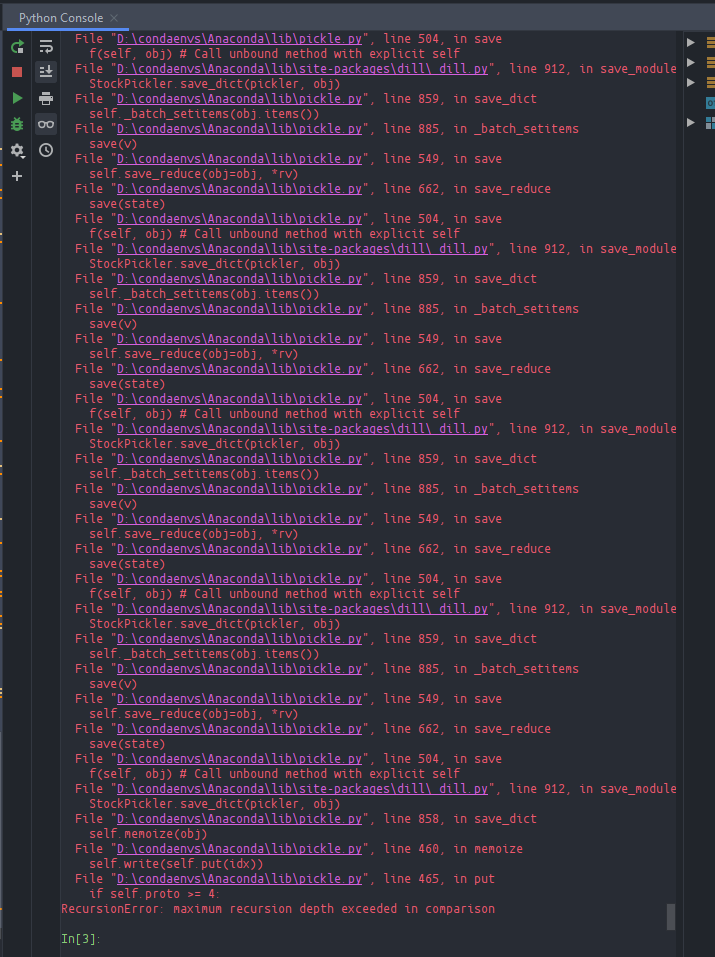 Python Console
File "D:\condaenvs\Anaconda\lib\pickle.py", line 504, in save
f(self, obj) # Call unbound method with explicit self
File "D:\condaenvs\Anaconda\lib\site-packages\dill\_dill.py", line 912, in save_module
StockPickler.save_dict(pickler, obj)
File "D:\condaenvs\Anaconda\lib\pickle.py", line 859, in save_dict
self._batch_setitems(obj.items())
File "D:\condaenvs\Anaconda\lib\pickle.py", line 885, in _batch_setitems
save(v)
File "D:\condaenvs\Anaconda\lib\pickle.py", line 549, in save
self.save_reduce(obj=obj, *rv)
File "D:\condaenvs\Anaconda\lib\pickle.py", line 662, in save_reduce
save(state)
File "D:\condaenvs\Anaconda\lib\pickle.py", line 504, in save
f(self, obj) # Call unbound method with explicit self
File "D:\condaenvs\Anaconda\lib\site-packages\dill\_dill.py", line 912, in save_module
StockPickler.save_dict(pickler, obj)
File "D:\condaenvs\Anaconda\lib\pickle.py", line 859, in save_dict
self._batch_setitems(obj.items())
File "D:\condaenvs\Anaconda\lib\pickle.py", line 885, in _batch_setitems
save(v)
File "D:\condaenvs\Anaconda\lib\pickle.py", line 549, in save
self.save_reduce(obj=obj, *rv)
File "D:\condaenvs\Anaconda\lib\pickle.py", line 662, in save_reduce
save(state)
File "D:\condaenvs\Anaconda\lib\pickle.py", line 504, in save
f(self, obj) # Call unbound method with explicit self
File "D:\condaenvs\Anaconda\lib\site-packages\dill\_dill.py", line 912, in save_module
StockPickler.save_dict(pickler, obj)
File "D:\condaenvs\Anaconda\lib\pickle.py", line 859, in save_dict
self._batch_setitems(obj.items())
File "D:\condaenvs\Anaconda\lib\pickle.py", line 885, in _batch_setitems
save(v)
File "D:\condaenvs\Anaconda\lib\pickle.py", line 549, in save
self.save_reduce(obj=obj, *rv)
File "D:\condaenvs\Anaconda\lib\pickle.py", line 662, in save_reduce
save(state)
File "D:\condaenvs\Anaconda\lib\pickle.py", line 504, in save
f(self, obj) # Call unbound method with explicit self
File "D:\condaenvs\Anaconda\lib\site-packages\dill\_dill.py", line 912, in save_module
StockPickler.save_dict(pickler, obj)
File "D:\condaenvs\Anaconda\lib\pickle.py", line 859, in save_dict
self._batch_setitems(obj.items())
File "D:\condaenvs\Anaconda\lib\pickle.py", line 885, in _batch_setitems
save(v)
File "D:\condaenvs\Anaconda\lib\pickle.py", line 549, in save
self.save_reduce(obj=obj, *rv)
File "D:\condaenvs\Anaconda\lib\pickle.py", line 662, in save_reduce
save(state)
File "D:\condaenvs\Anaconda\lib\pickle.py", line 504, in save
f(self, obj) # Call unbound method with explicit self
File "D:\condaenvs\Anaconda\lib\site-packages\dill\_dill.py", line 912, in save_module
StockPickler.save_dict(pickler, obj)
File "D:\condaenvs\Anaconda\lib\pickle.py", line 858, in save_dict
self.memoize(obj)
File "D:\condaenvs\Anaconda\lib\pickle.py", line 460, in memoize
self.write(self.put(idx))
File "D:\condaenvs\Anaconda\lib\pickle.py", line 465, in put
if self.proto >= 4:
RecursionError: maximum recursion depth exceeded in comparison
In[3]: